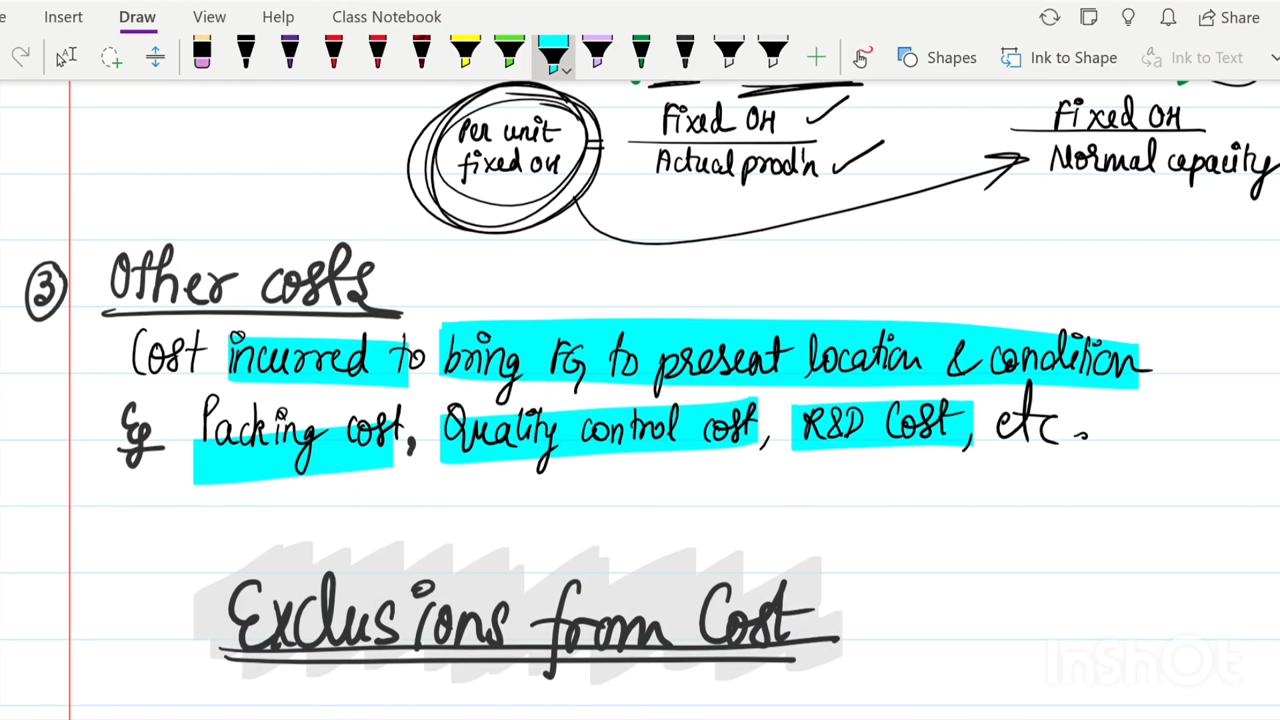 Insert Draw View Help Class Notebook Share
Shapes Ink to Shape Ink to Text
Per unit fixed OH = Fixed OH / Actual prod'n
Fixed OH / Normal capacity
③ Other costs
Cost incurred to bring FG to present location & condition
Eg Packing cost, Quality control cost, R&D Cost, etc.
Exclusions from Cost
InshOt